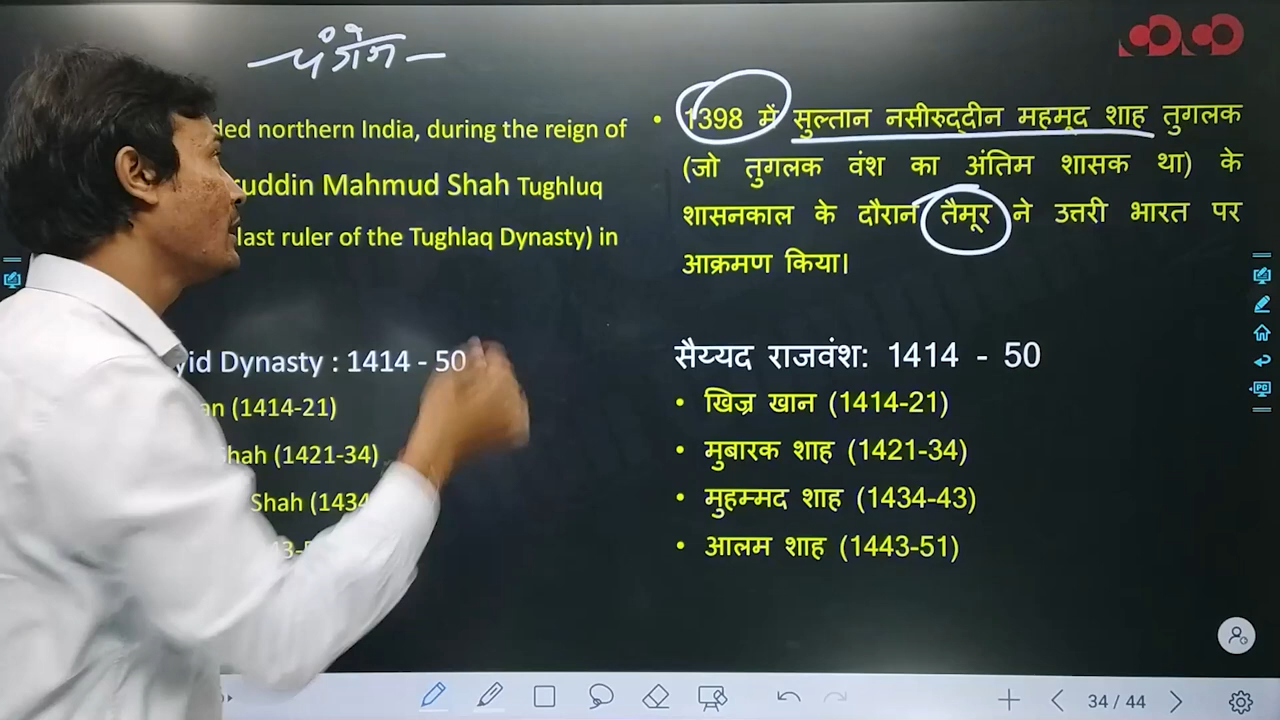 ded northern India, during the reign of
ruddin Mahmud Shah Tughluq
last ruler of the Tughlaq Dynasty) in
yid Dynasty : 1414 - 50
an (1414-21)
hah (1421-34)
Shah (1434
• 1398 में सुल्तान नसीरुद्दीन महमूद शाह तुगलक
(जो तुगलक वंश का अंतिम शासक था) के
शासनकाल के दौरान तैमूर ने उत्तरी भारत पर
आक्रमण किया।
सैय्यद राजवंश: 1414 - 50
• खिज्र खान (1414-21)
• मुबारक शाह (1421-34)
• मुहम्मद शाह (1434-43)
• आलम शाह (1443-51)
PC
34 / 44